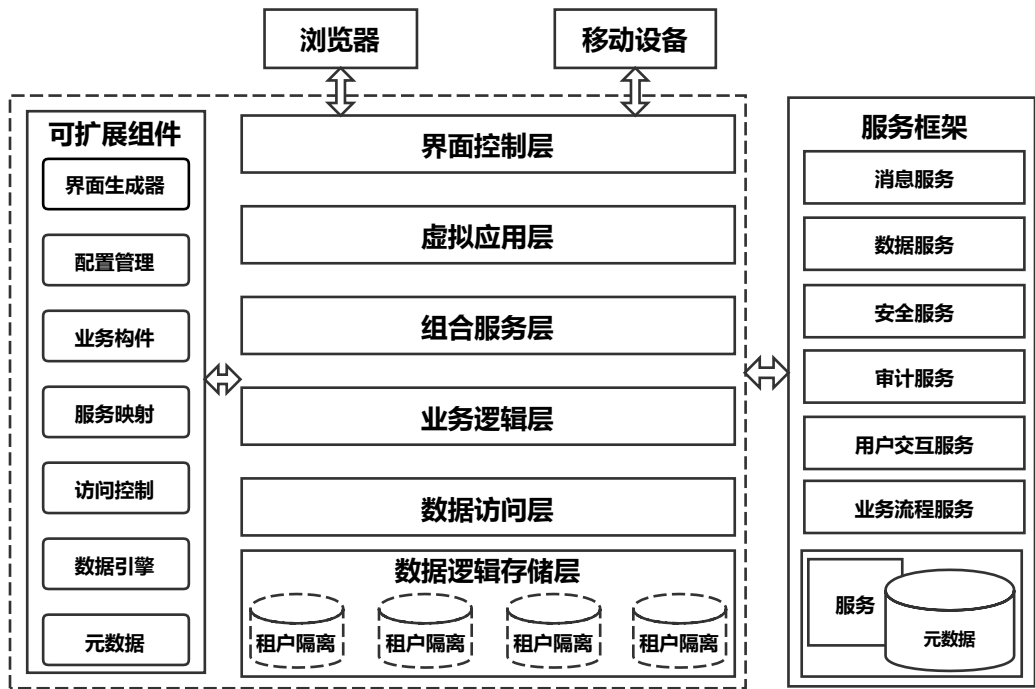 浏览器
移动设备
可扩展组件
界面生成器
配置管理
业务构件
服务映射
访问控制
数据引擎
元数据
界面控制层
虚拟应用层
组合服务层
业务逻辑层
数据访问层
数据逻辑存储层
租户隔离
租户隔离
租户隔离
租户隔离
服务框架
消息服务
数据服务
安全服务
审计服务
用户交互服务
业务流程服务
服务
元数据